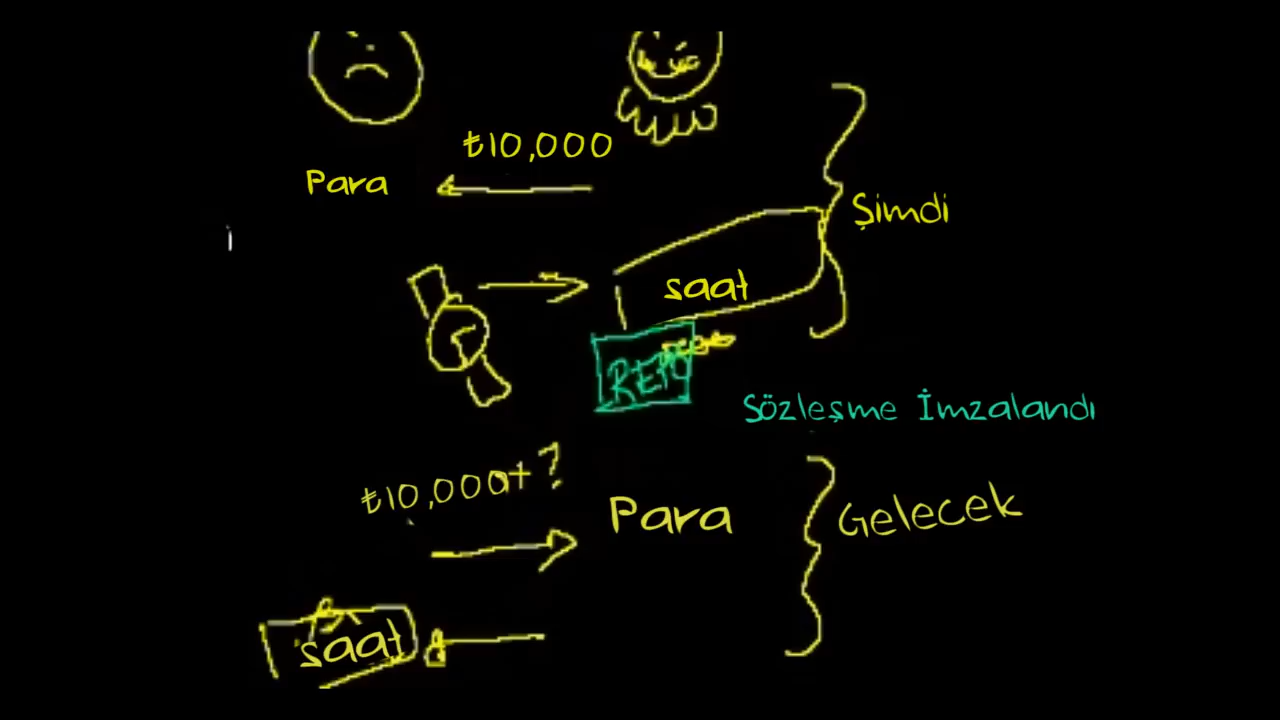 ₺10,000
Para
Şimdi
saat
REPO
Sözleşme İmzalandı
₺10,000+ ?
Para
Gelecek
saat